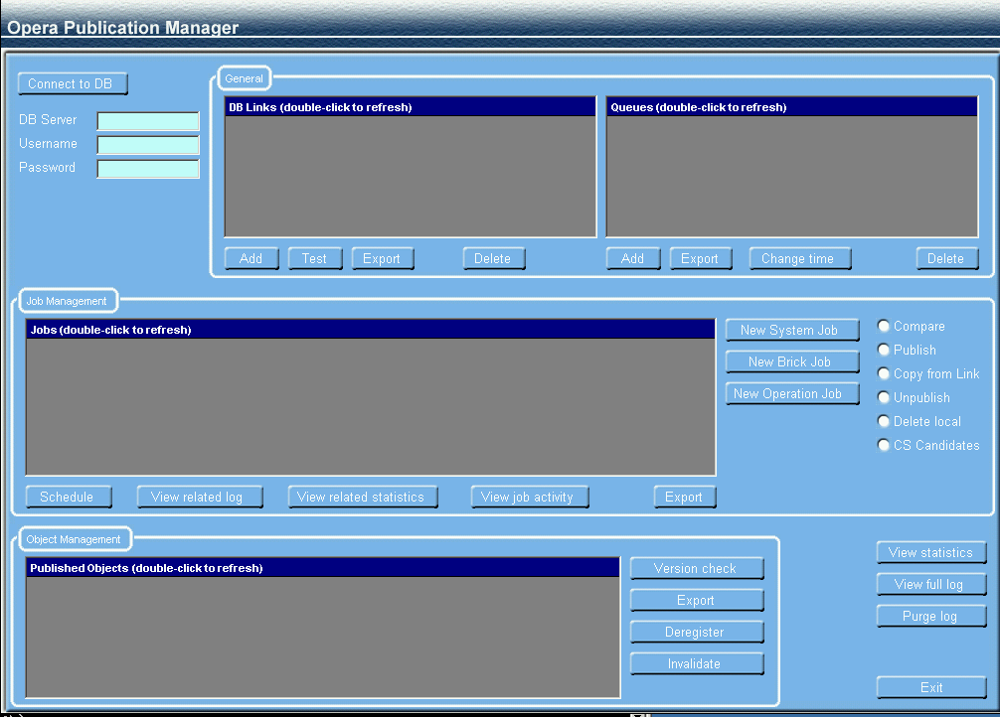 Opera Publication Manager
Connect to DB
DB Server
Username
Password
General
DB Links (double-click to refresh)
Queues (double-click to refresh)
Add Test Export Delete
Add Export Change time Delete
Job Management
Jobs (double-click to refresh)
New System Job
New Brick Job
New Operation Job
Compare
Publish
Copy from Link
Unpublish
Delete local
CS Candidates
Schedule View related log View related statistics View job activity Export
Object Management
Published Objects (double-click to refresh)
Version check
Export
Deregister
Invalidate
View statistics
View full log
Purge log
Exit